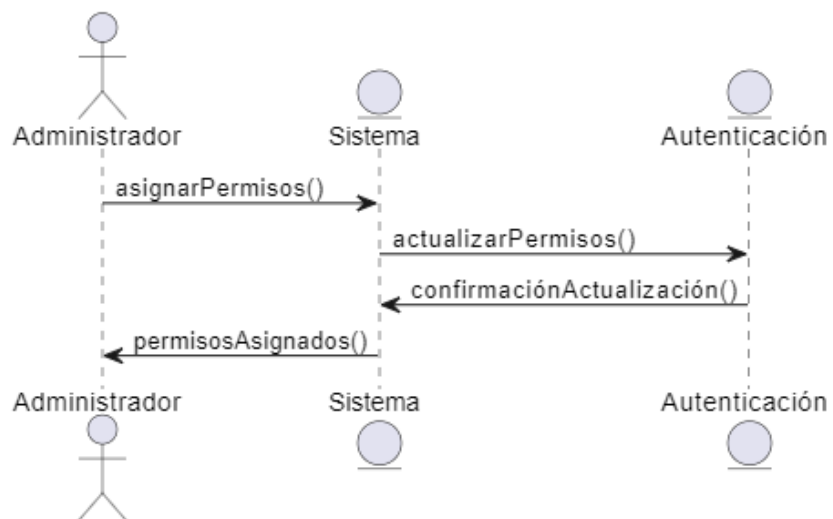 Administrador Sistema Autenticación
asignarPermisos()
actualizarPermisos()
confirmaciónActualización()
permisosAsignados()
Administrador Sistema Autenticación